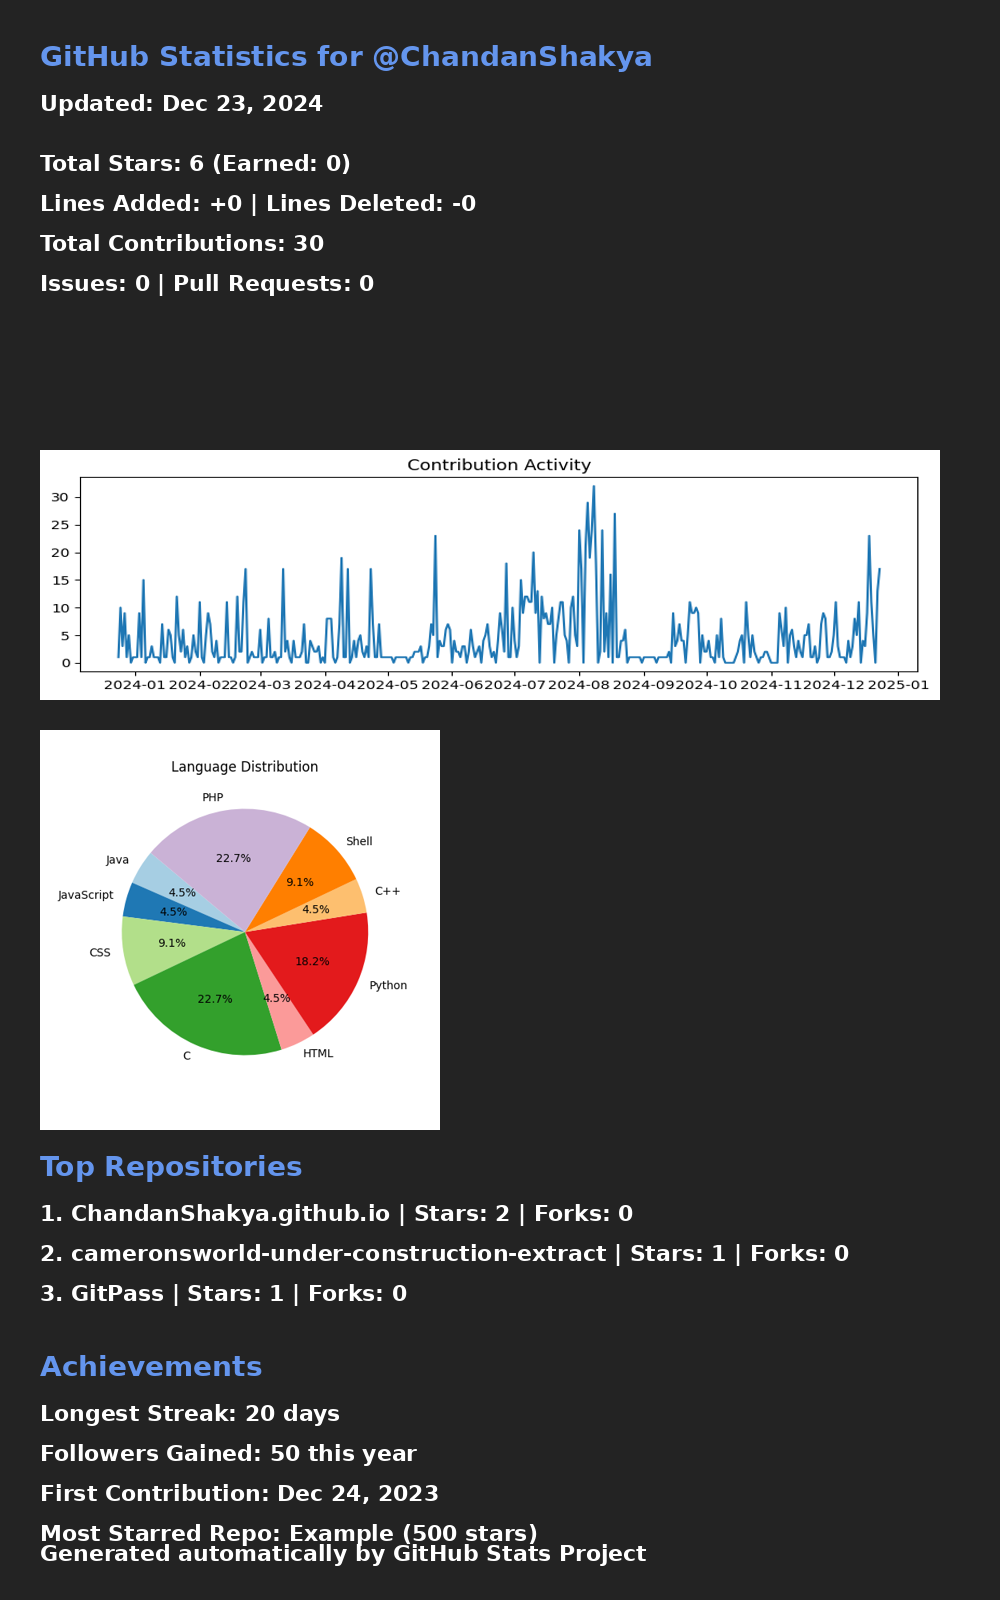 GitHub Statistics for @ChandanShakya
Updated: Dec 23, 2024
Total Stars: 6 (Earned: 0)
Lines Added: +0 | Lines Deleted: -0
Total Contributions: 30
Issues: 0 | Pull Requests: 0
Contribution Activity
30
25
20
15
10
5
0
2024-01 2024-02 2024-03 2024-04 2024-05 2024-06 2024-07 2024-08 2024-09 2024-10 2024-11 2024-12 2025-01
Language Distribution
PHP
Shell
22.7%
Java
9.1%
C++
4.5%
JavaScript
4.5%
4.5%
CSS
9.1%
18.2%
Python
22.7%
4.5%
C
HTML
Top Repositories
1. ChandanShakya.github.io | Stars: 2 | Forks: 0
2. cameronsworld-under-construction-extract | Stars: 1 | Forks: 0
3. GitPass | Stars: 1 | Forks: 0
Achievements
Longest Streak: 20 days
Followers Gained: 50 this year
First Contribution: Dec 24, 2023
Most Starred Repo: Example (500 stars)
Generated automatically by GitHub Stats Project